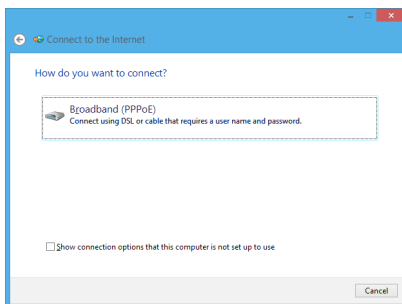 Connect to the Internet
How do you want to connect?
Broadband (PPPoE)
Connect using DSL or cable that requires a user name and password.
Show connection options that this computer is not set up to use
Cancel